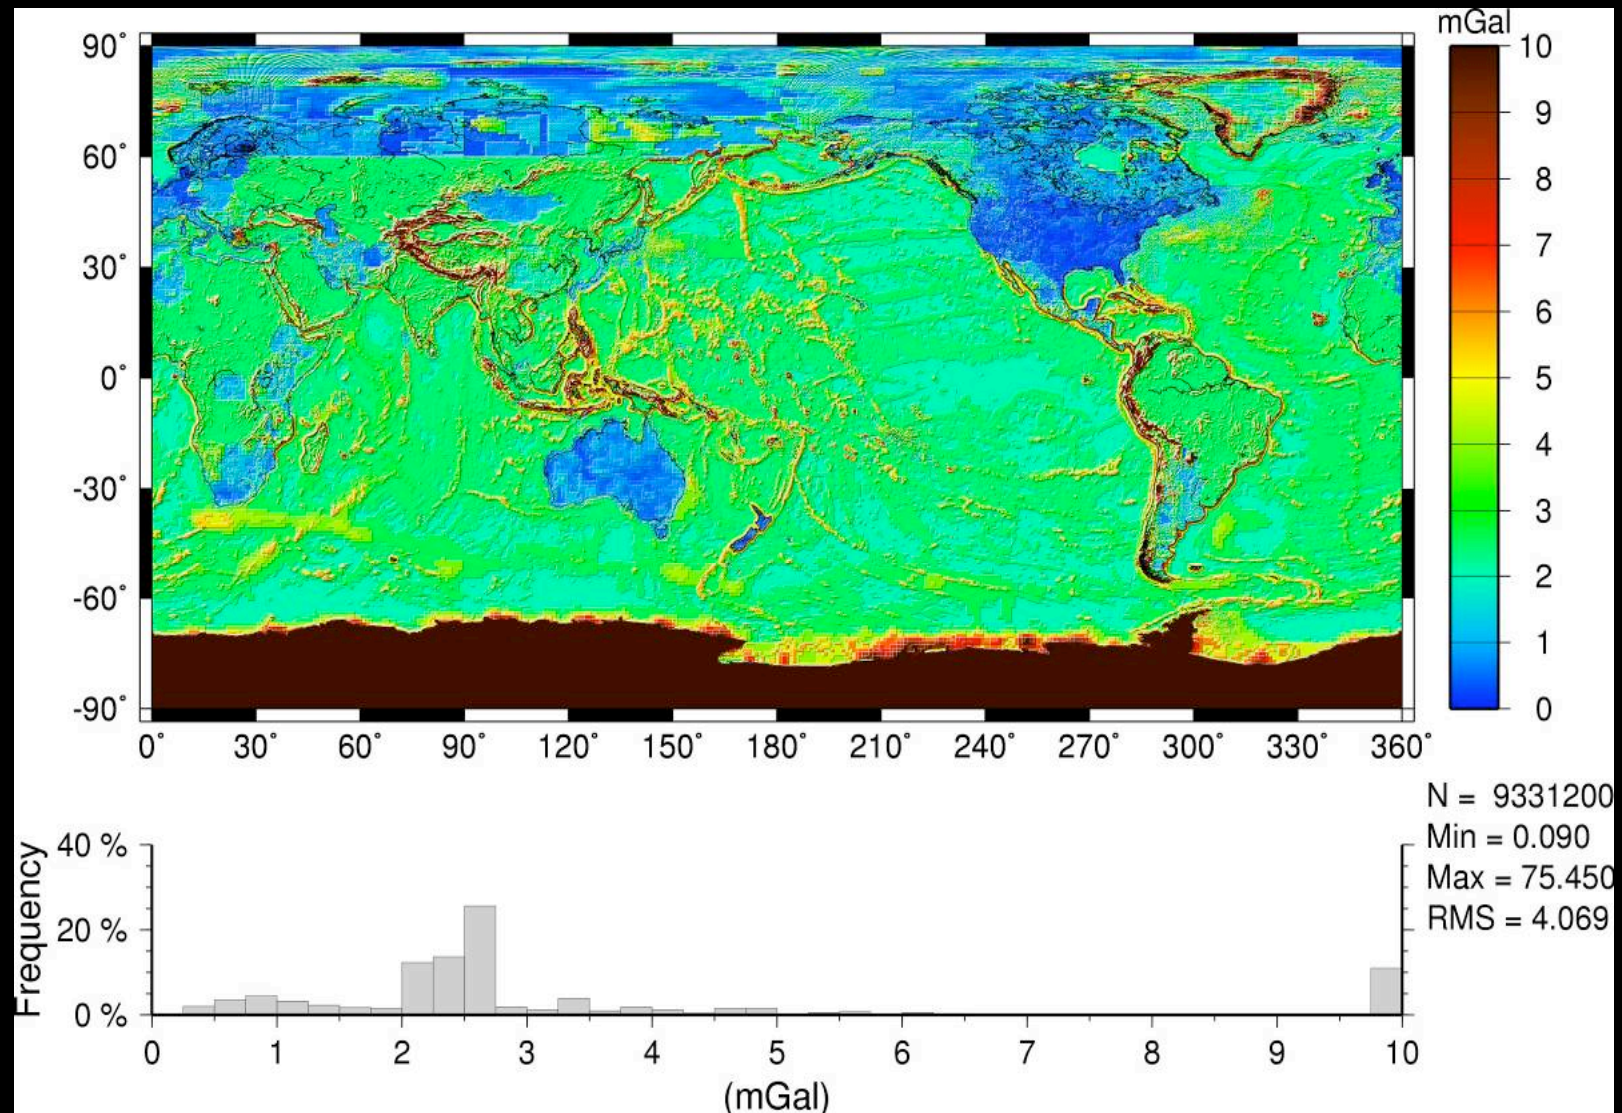 mGal
90° 10
9
60° 8
7
30° 6
0° 5
4
-30° 3
2
-60° 1
-90° 0
0° 30° 60° 90° 120° 150° 180° 210° 240° 270° 300° 330° 360°
N = 9331200
Min = 0.090
Max = 75.450
RMS = 4.069
Frequency
40 %
20 %
0 %
0 1 2 3 4 5 6 7 8 9 10
(mGal)